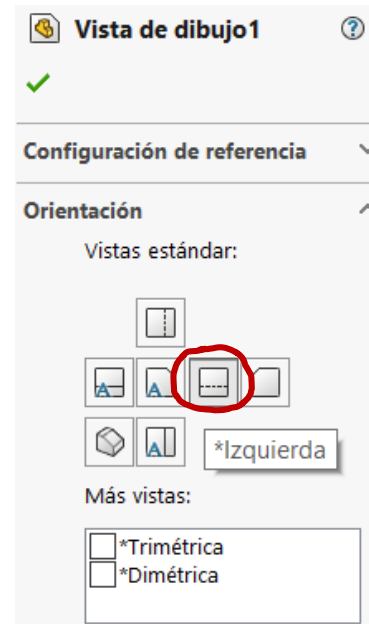 Vista de dibujo1 ?
Configuración de referencia
Orientación
Vistas estándar:
A A
A *Izquierda
Más vistas:
*Trimétrica
*Dimétrica